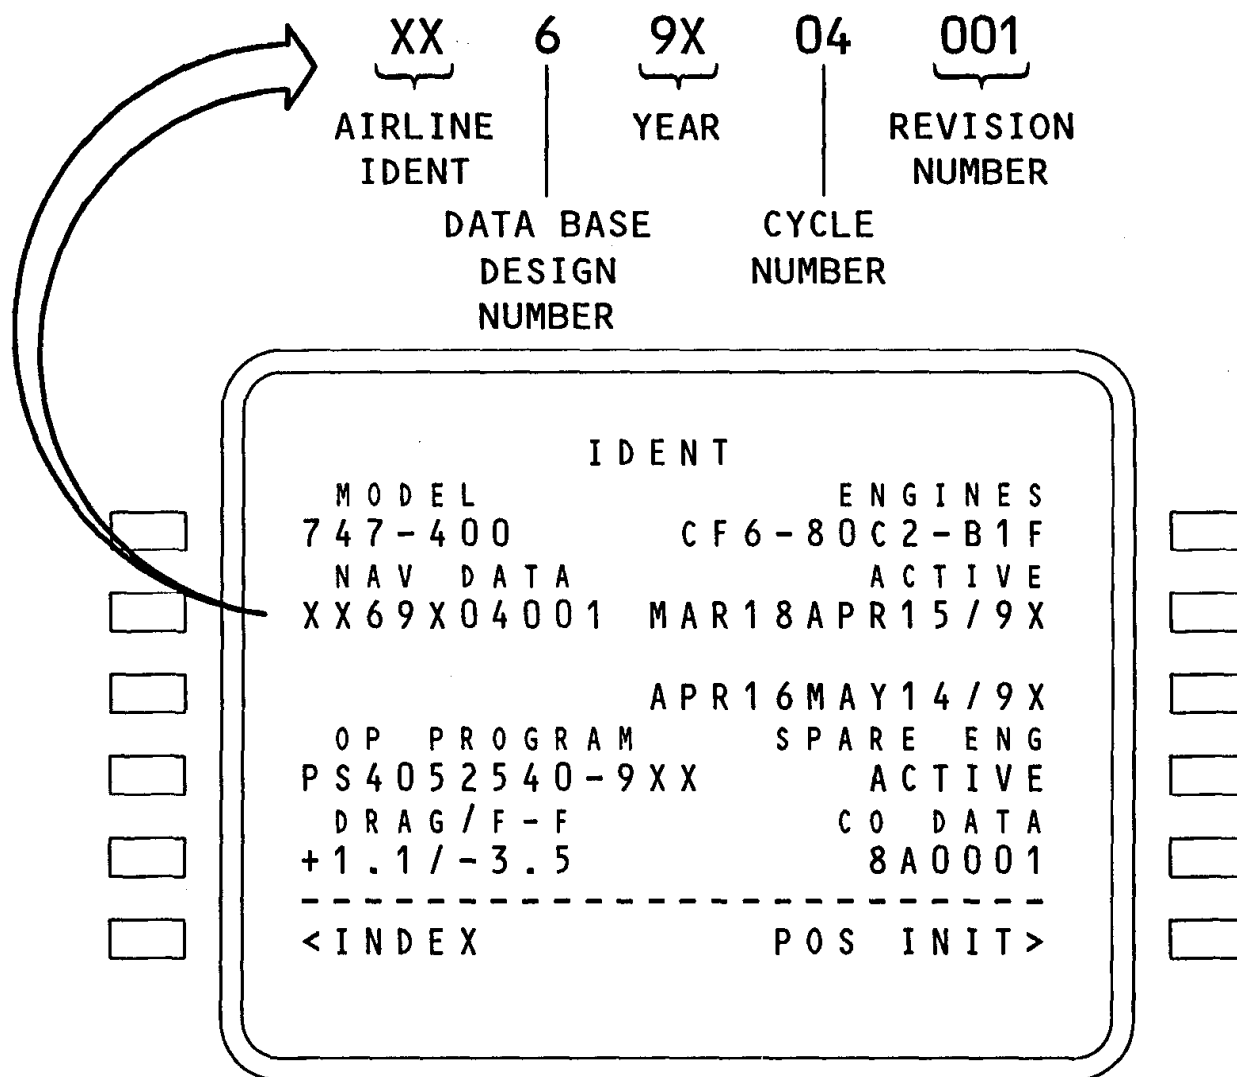 XX 6 9X 04 001
AIRLINE IDENT
YEAR
REVISION NUMBER
DATA BASE DESIGN NUMBER
CYCLE NUMBER
IDENT
MODEL ENGINES
747-400 CF6-80C2-B1F
NAV DATA ACTIVE
XX69X04001 MAR18APR15/9X
APR16MAY14/9X
OP PROGRAM SPARE ENG
PS4052540-9XX ACTIVE
DRAG/F-F CO DATA
+1.1/-3.5 8A0001
<INDEX POS INIT>